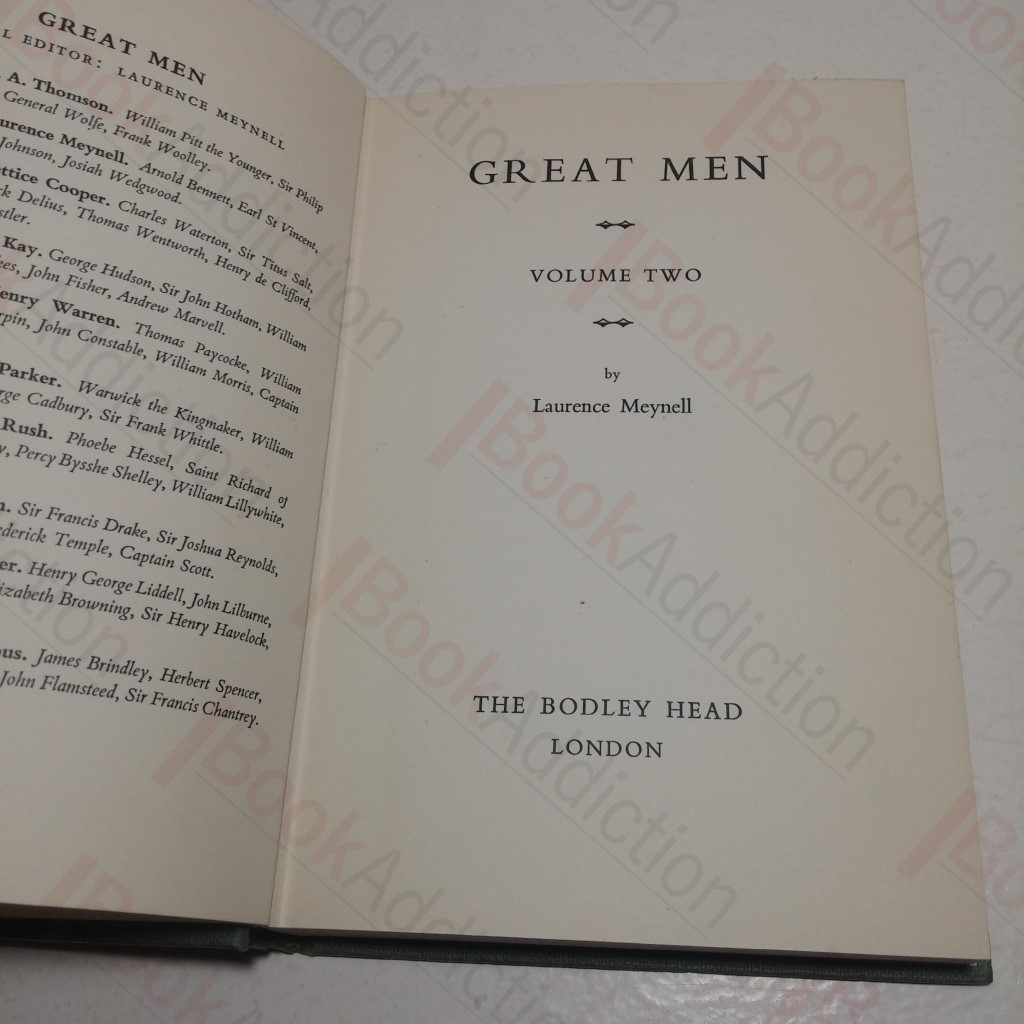 GREAT MEN
L EDITOR: LAURENCE MEYNELL
A. Thomson. William Pitt the Younger, Sir Philip
General Wolfe, Frank Woolley.
urence Meynell. Arnold Bennett, Earl St Vincent,
Johnson, Josiah Wedgwood.
ttice Cooper. Charles Waterton, Sir Titus Salt,
ck Delius, Thomas Wentworth, Henry de Clifford,
stler.
Kay. George Hudson, Sir John Hotham, William
ees, John Fisher, Andrew Marvell.
enry Warren. Thomas Paycocke, William
rpin, John Constable, William Morris, Captain
Parker. Warwick the Kingmaker, William
rge Cadbury, Sir Frank Whittle.
Rush. Phoebe Hessel, Saint Richard of
y, Percy Bysshe Shelley, William Lillywhite,
n. Sir Francis Drake, Sir Joshua Reynolds,
ederick Temple, Captain Scott.
er. Henry George Liddell, John Lilburne,
izabeth Browning, Sir Henry Havelock,
ous. James Brindley, Herbert Spencer,
John Flamsteed, Sir Francis Chantrey.
GREAT MEN
VOLUME TWO
by
Laurence Meynell
THE BODLEY HEAD
LONDON
BookAddiction